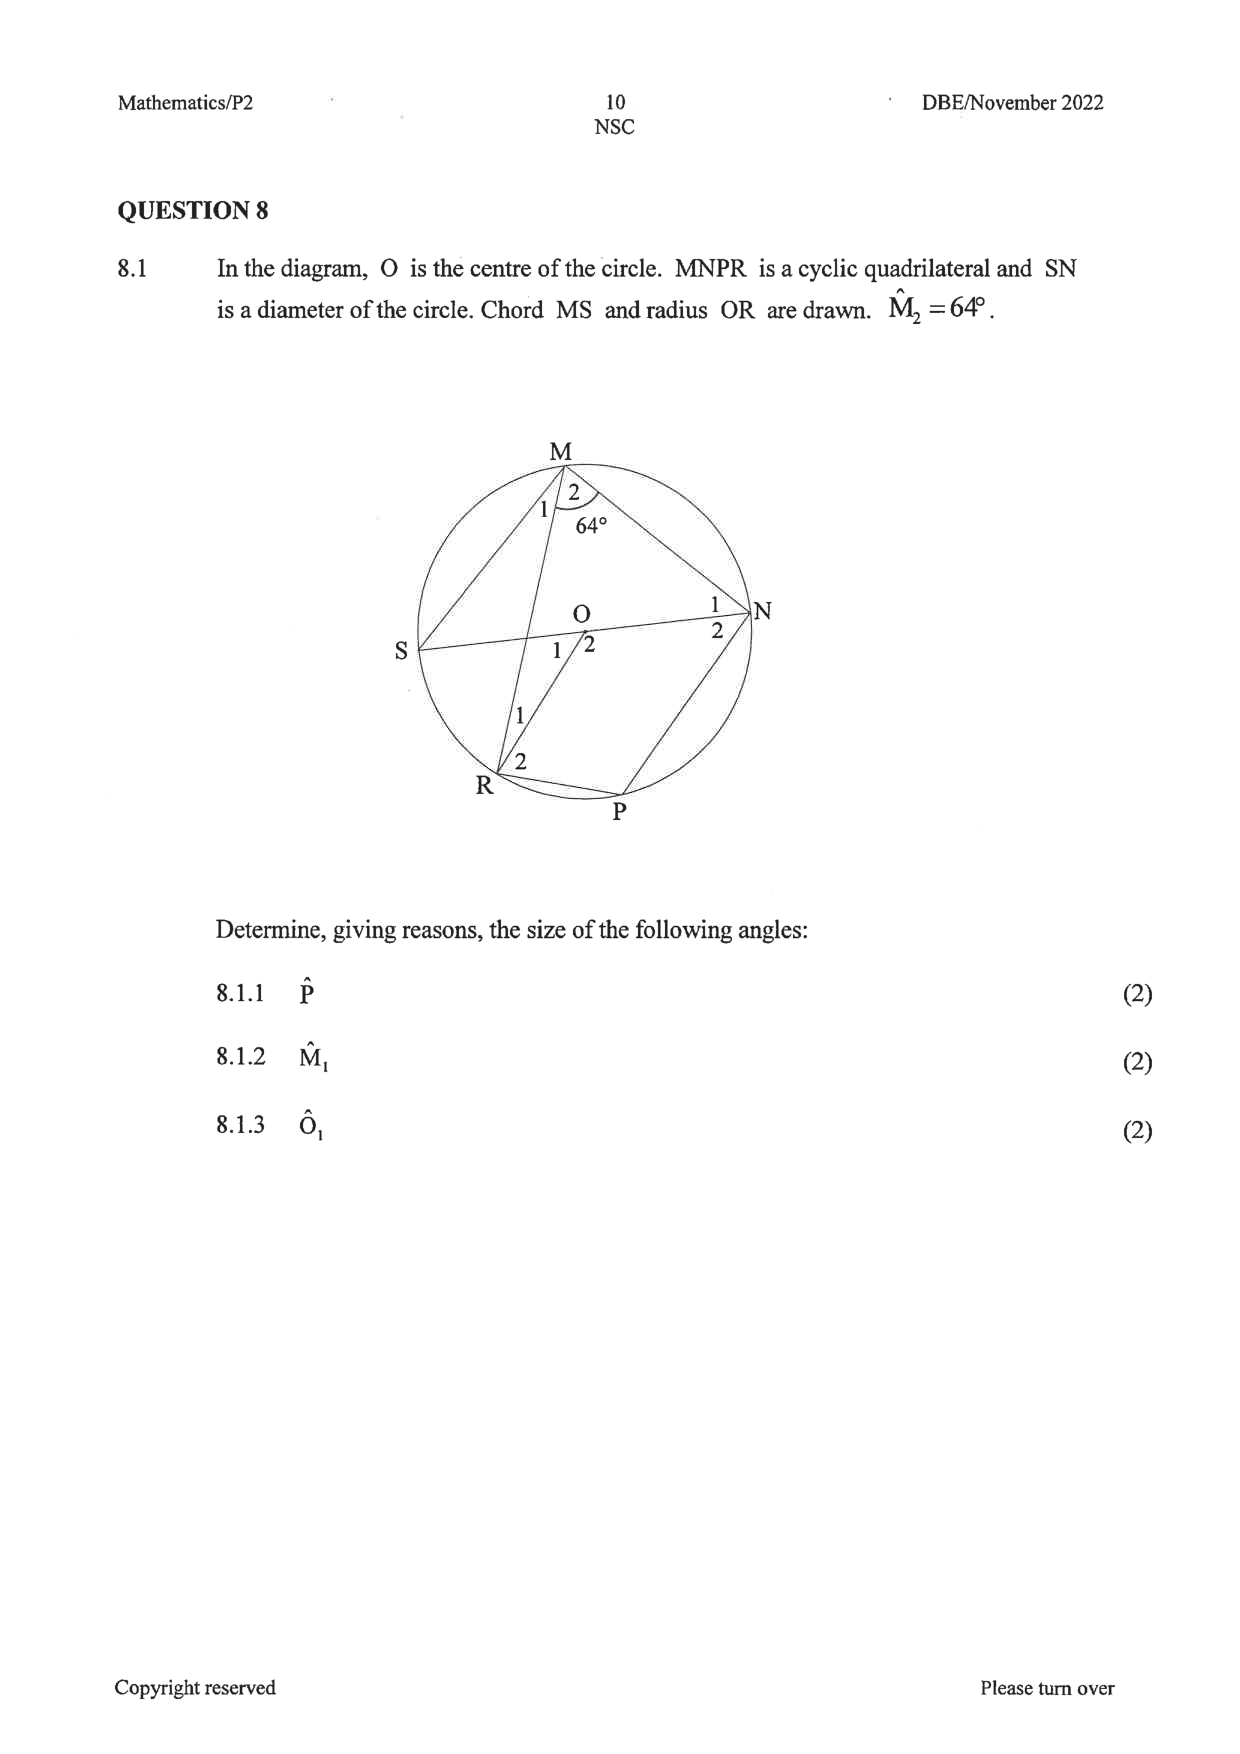 Mathematics/P2 10 DBE/November 2022
NSC
QUESTION 8
8.1 In the diagram, O is the centre of the circle. MNPR is a cyclic quadrilateral and SN
is a diameter of the circle. Chord MS and radius OR are drawn. M̂₂ = 64°.
M
2
1
64°
O
1
N
2
S
1
2
1
2
R
P
Determine, giving reasons, the size of the following angles:
8.1.1 P̂ (2)
8.1.2 M̂₁ (2)
8.1.3 Ô₁ (2)
Copyright reserved Please turn over